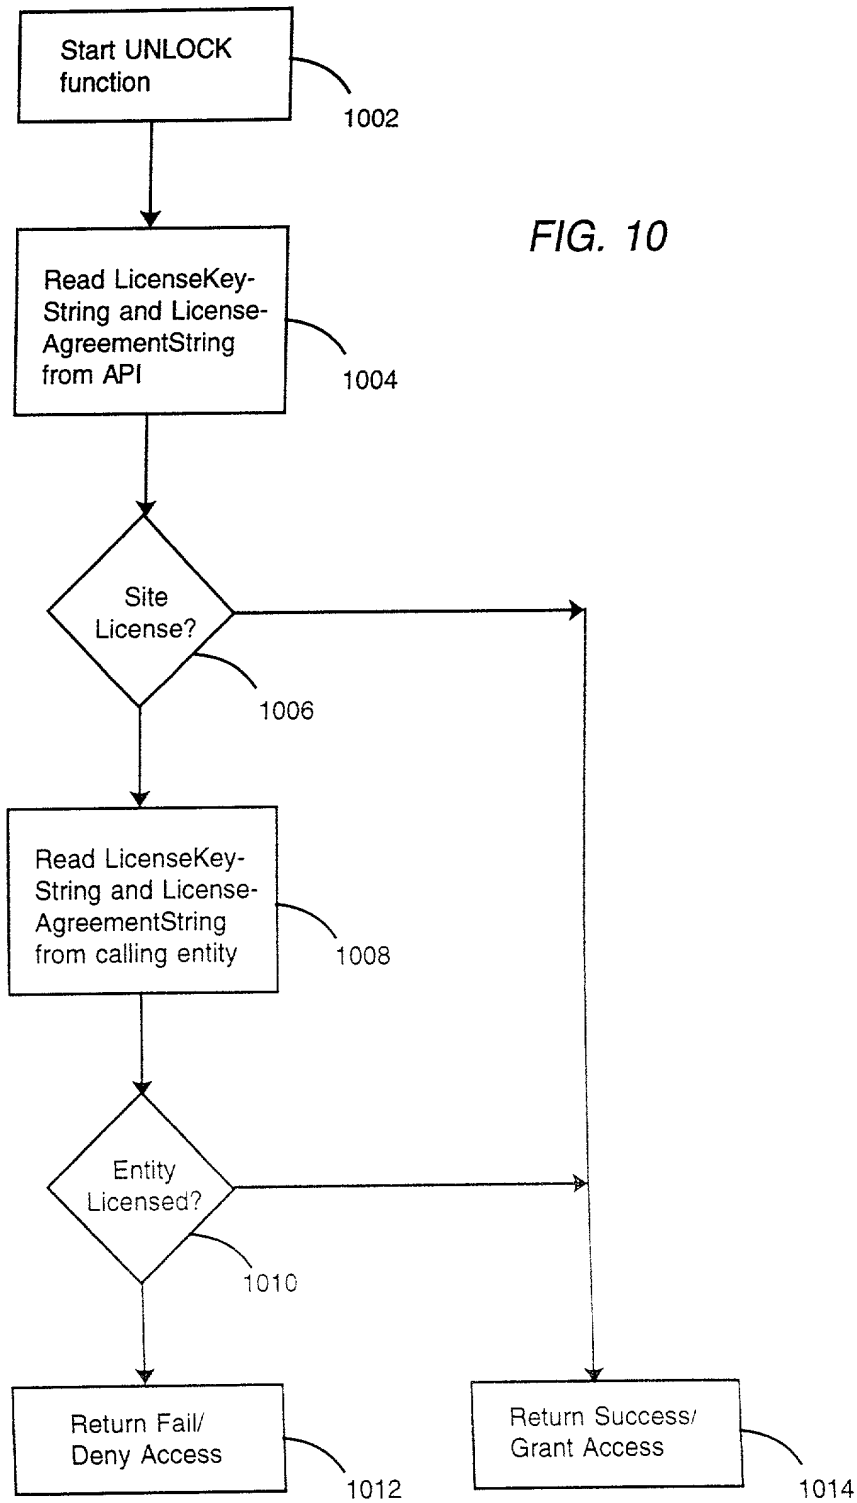 Start UNLOCK
function
1002
FIG. 10
Read LicenseKey-
String and License-
AgreementString
from API
1004
Site
License?
1006
Read LicenseKey-
String and License-
AgreementString
from calling entity
1008
Entity
Licensed?
1010
Return Fail/
Deny Access
1012
Return Success/
Grant Access
1014